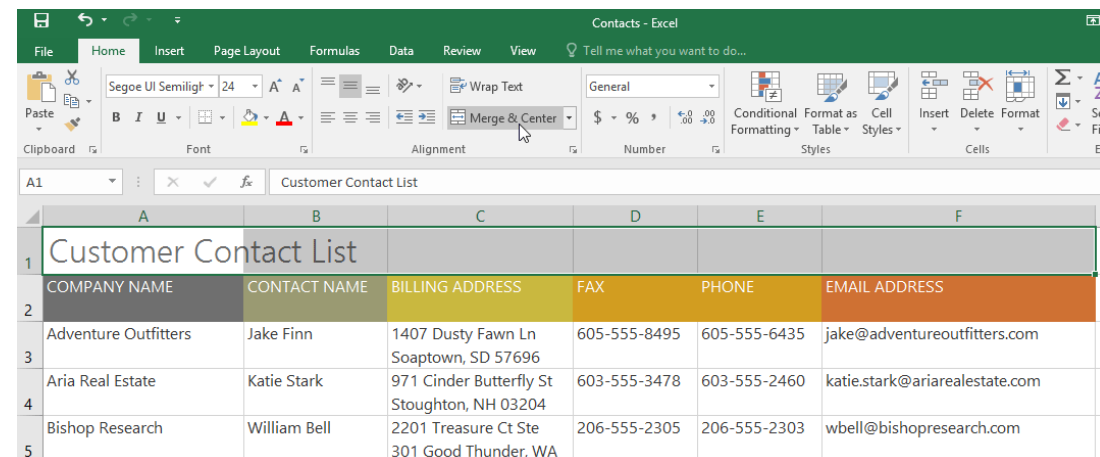 Contacts - Excel
File Home Insert Page Layout Formulas Data Review View Tell me what you want to do...
Paste
Segoe UI Semiligh 24 A A
B I U A
Wrap Text
Merge & Center
General
$ % , .0 .00 .00 .0
Conditional Formatting
Format as Table
Cell Styles
Insert Delete Format
Clipboard Font Alignment Number Styles Cells
A1 fx Customer Contact List
A B C D E F
1 Customer Contact List
2 COMPANY NAME CONTACT NAME BILLING ADDRESS FAX PHONE EMAIL ADDRESS
3 Adventure Outfitters Jake Finn 1407 Dusty Fawn Ln 605-555-8495 605-555-6435 jake@adventureoutfitters.com
Soaptown, SD 57696
4 Aria Real Estate Katie Stark 971 Cinder Butterfly St 603-555-3478 603-555-2460 katie.stark@ariarealestate.com
Stoughton, NH 03204
5 Bishop Research William Bell 2201 Treasure Ct Ste 206-555-2305 206-555-2303 wbell@bishopresearch.com
301 Good Thunder, WA